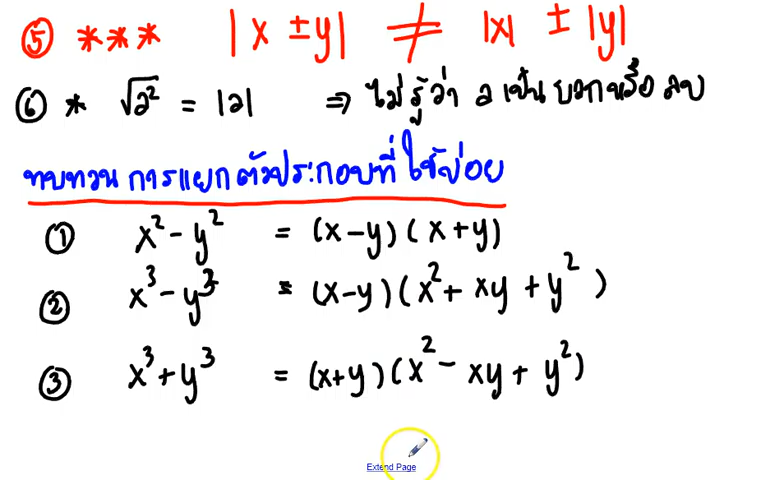 ⑤ *** |x ± y| ≠ |x| ± |y|
⑥ * √a² = |a| ⇒ ไม่รู้ว่า a เป็น บวกหรือ ลบ
ทบทวน การแยกตัวประกอบที่ใช้บ่อย
① x² - y² = (x-y)(x+y)
② x³ - y³ = (x-y)(x² + xy + y²)
③ x³ + y³ = (x+y)(x² - xy + y²)
Extend Page